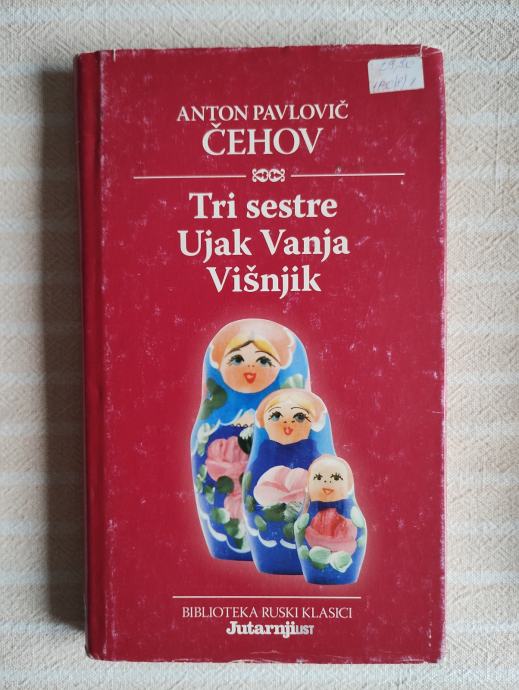 ANTON PAVLOVIČ
ČEHOV
Tri sestre
Ujak Vanja
Višnjik
BIBLIOTEKA RUSKI KLASICI
Jutarnji LIST